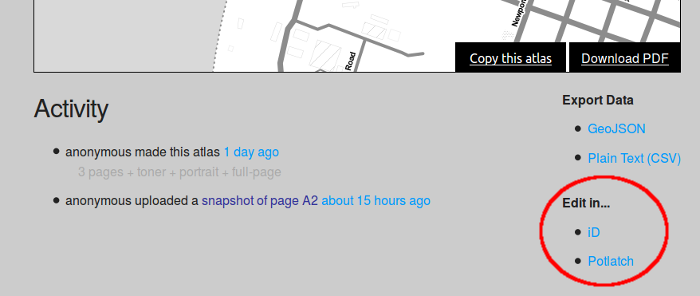 Newpor
Road
Copy this atlas
Download PDF
Activity
anonymous made this atlas 1 day ago
3 pages + toner + portrait + full-page
anonymous uploaded a snapshot of page A2 about 15 hours ago
Export Data
GeoJSON
Plain Text (CSV)
Edit in...
iD
Potlatch